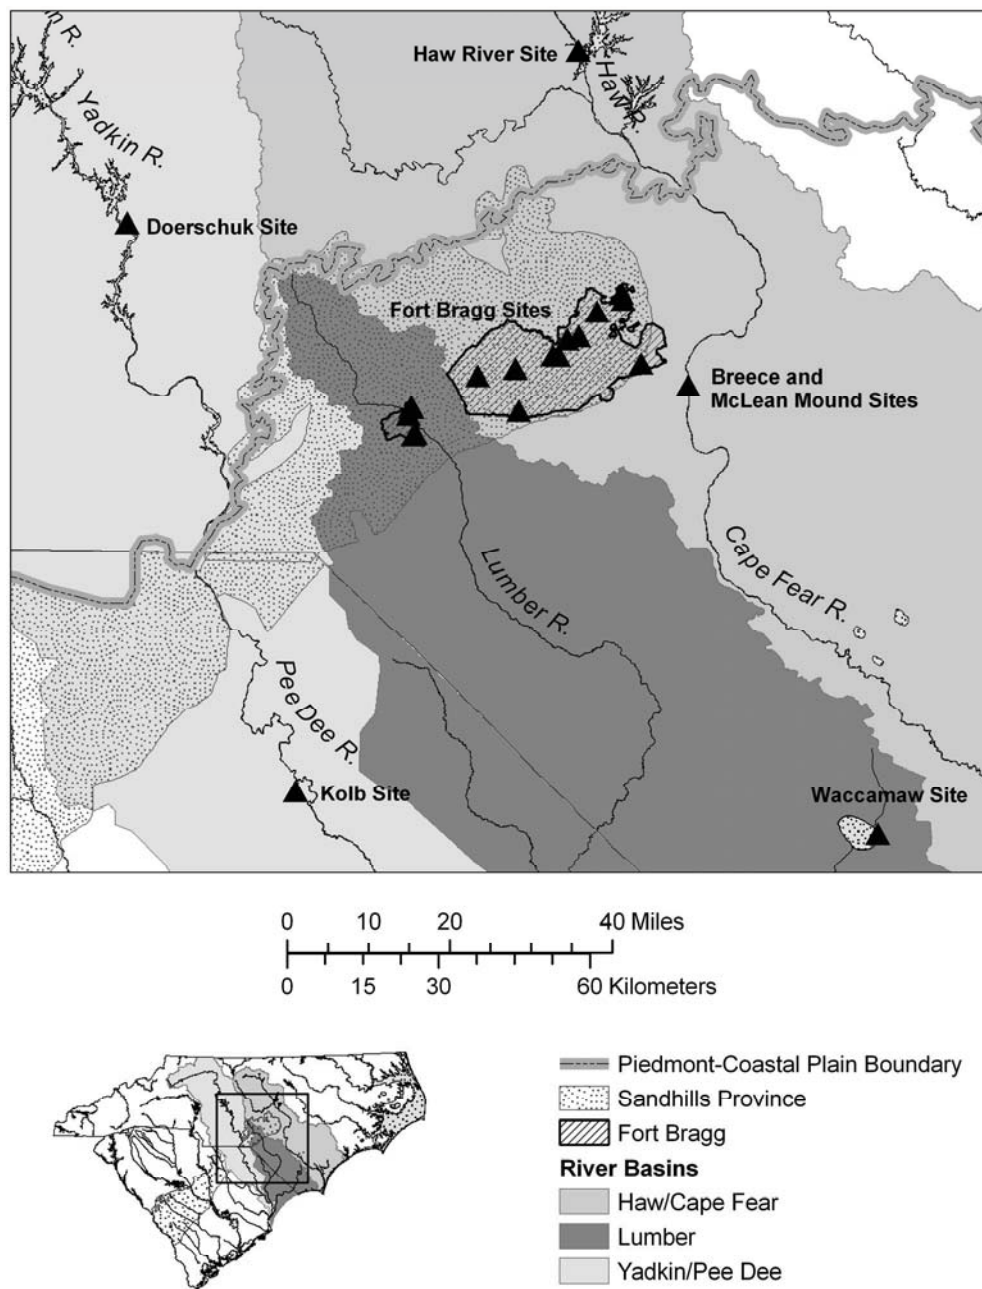 n R.
Haw River Site
Haw R.
Yadkin R.
Doerschuk Site
Fort Bragg Sites
Breece and
McLean Mound Sites
Lumber R.
Cape Fear R.
Pee Dee R.
Kolb Site
Waccamaw Site
0 10 20 40 Miles
0 15 30 60 Kilometers
Piedmont-Coastal Plain Boundary
Sandhills Province
Fort Bragg
River Basins
Haw/Cape Fear
Lumber
Yadkin/Pee Dee